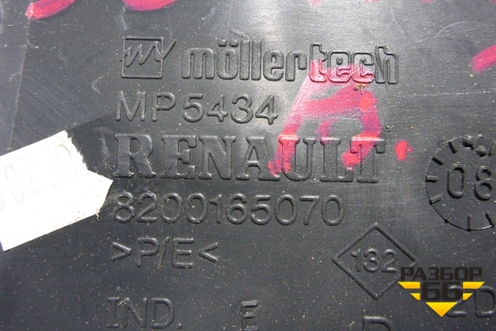 möllertech
MP5434
RENAULT
8200165070
>P/E<
132
08
IND. E
РАЗБОР
66